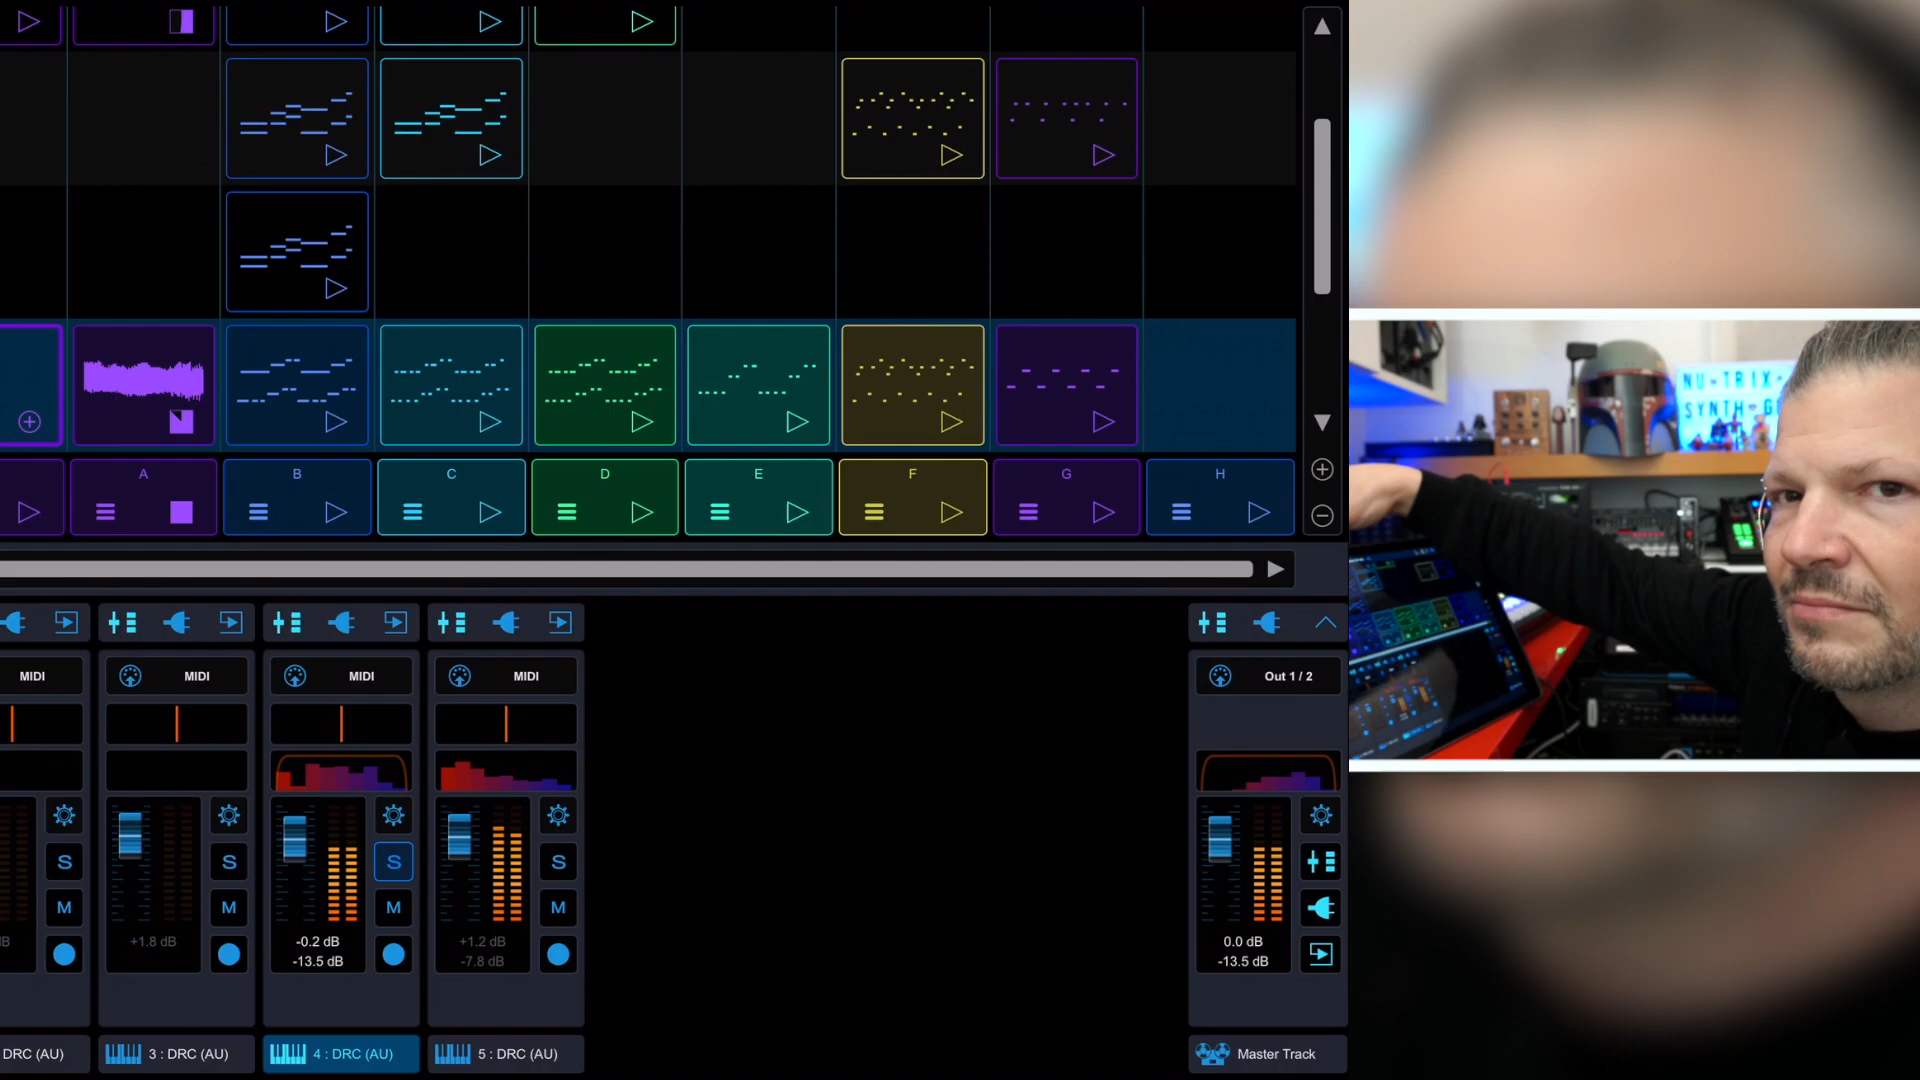 A
B
C
D
E
F
G
H
MIDI
MIDI
MIDI
MIDI
Out 1 / 2
S
S
S
S
M
M
M
M
B
+1.8 dB
-0.2 dB
-13.5 dB
+1.2 dB
-7.8 dB
0.0 dB
-13.5 dB
DRC (AU)
3 : DRC (AU)
4 : DRC (AU)
5 : DRC (AU)
Master Track
NU-TRIX-
SYNTH-G